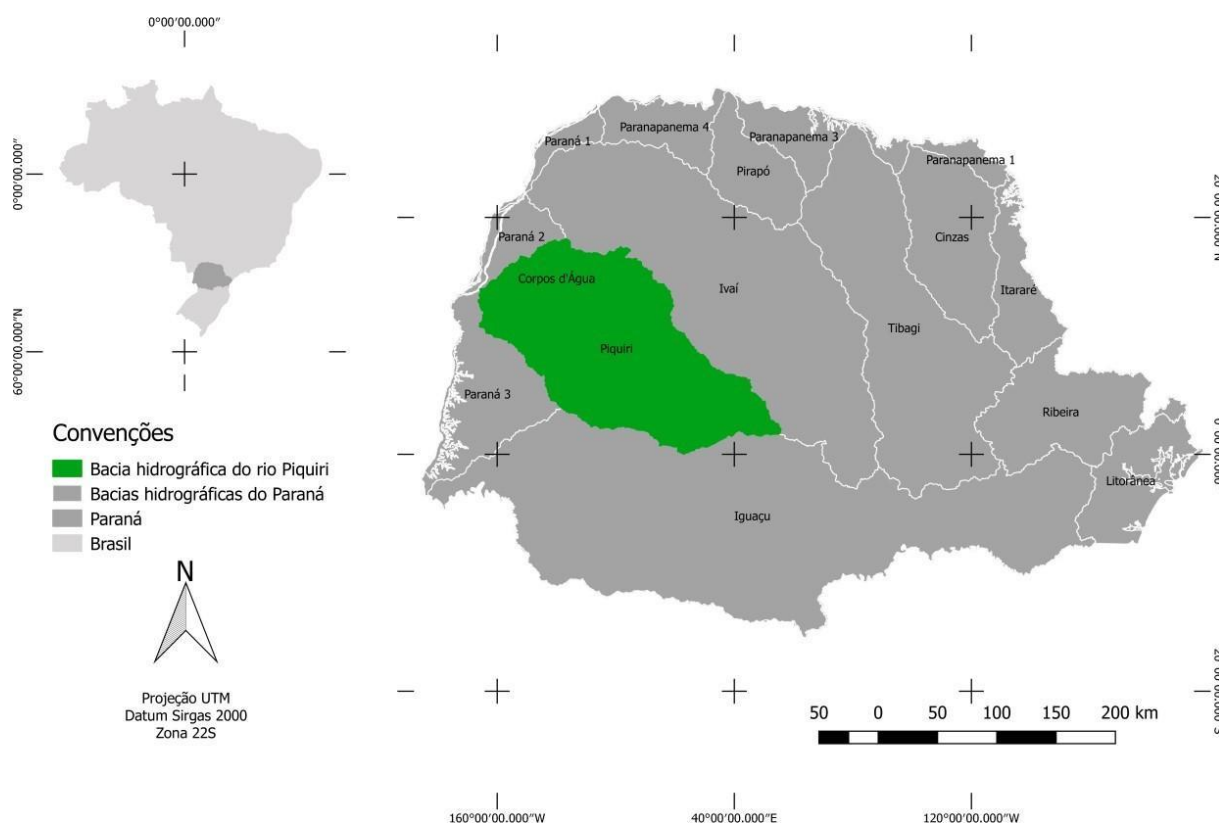 0°00'00.000"
0°00'00.000"
60°00'00.000"N
Convenções
Bacia hidrográfica do rio Piquiri
Bacias hidrográficas do Paraná
Paraná
Brasil
N
Projeção UTM
Datum Sirgas 2000
Zona 22S
Paraná 1
Paranapanema 4
Paranapanema 3
Paranapanema 1
Pirapó
Paraná 2
Cinzas
Corpos d'Água
Ivaí
Itararé
Tibagi
Piquiri
Paraná 3
Ribeira
Litorânea
Iguaçu
50 0 50 100 150 200 km
160°00'00.000"W
40°00'00.000"E
120°00'00.000"W